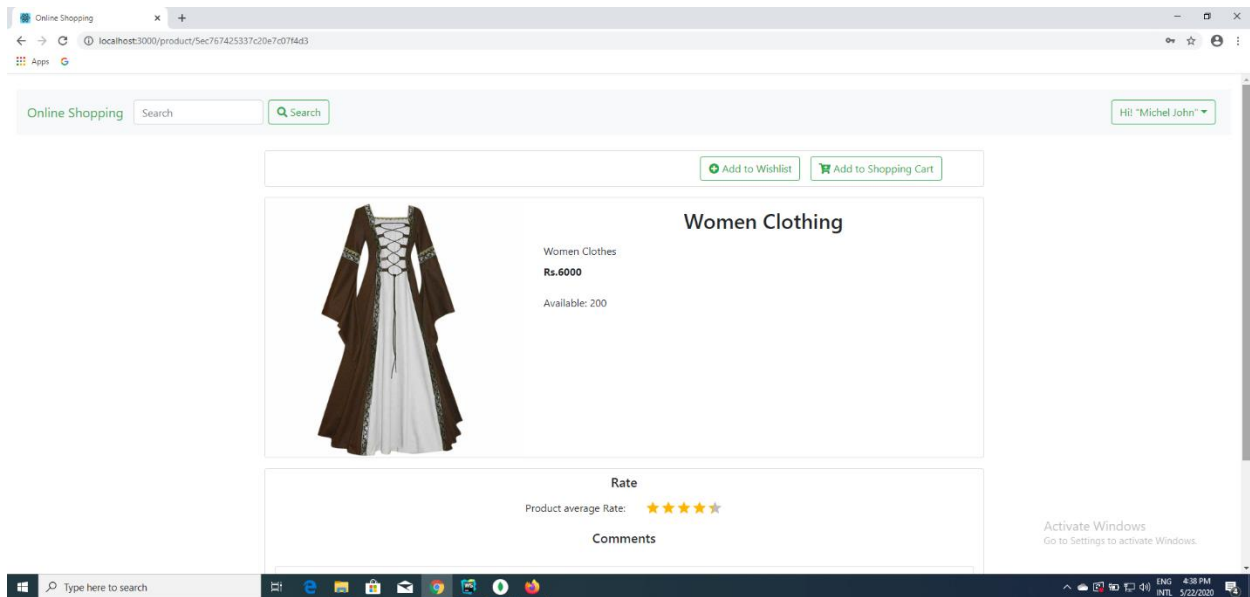 Online Shopping
localhost:3000/product/5ec767425337c20e7c07f4d3
Apps
Online Shopping Search Search Hi! "Michel John"
Add to Wishlist Add to Shopping Cart
Women Clothing
Women Clothes
Rs.6000
Available: 200
Rate
Product average Rate:
Comments
Activate Windows
Go to Settings to activate Windows.
Type here to search
ENG 4:38 PM
INTL 5/22/2020